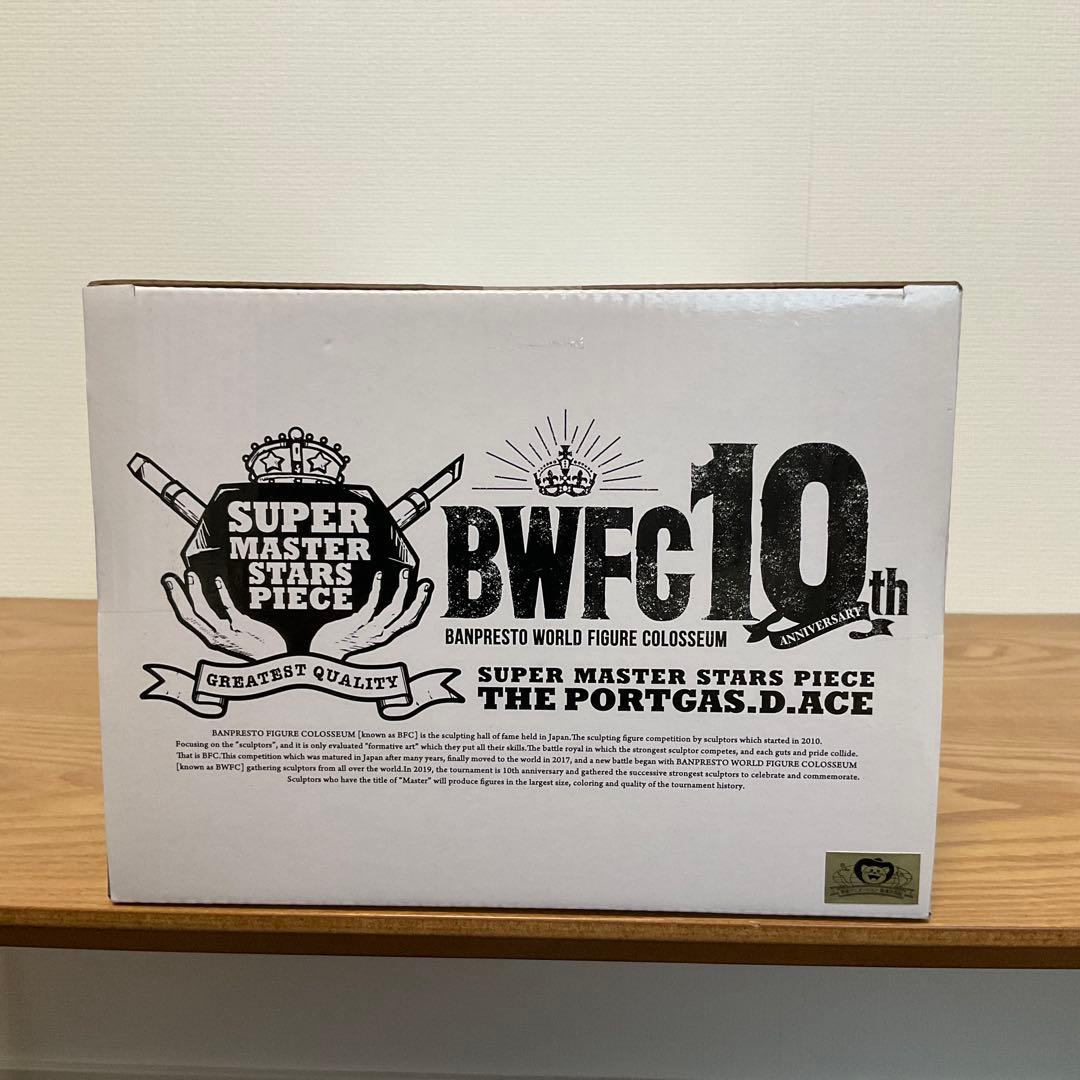 SUPER
MASTER
STARS
PIECE
GREATEST QUALITY
BWFC10th
ANNIVERSARY
BANPRESTO WORLD FIGURE COLOSSEUM
SUPER MASTER STARS PIECE
THE PORTGAS.D.ACE
BANPRESTO FIGURE COLOSSEUM [known as BFC] is the sculpting hall of fame held in Japan.The sculpting figure competition by sculptors which started in 2010.
Focusing on the "sculptors", and it is only evaluated "formative art" which they put all their skills.The battle royal in which the strongest sculptor competes, and each guts and pride collide.
That is BFC.This competition which was matured in Japan after many years, finally moved to the world in 2017, and a new battle began with BANPRESTO WORLD FIGURE COLOSSEUM
[known as BWFC] gathering sculptors from all over the world.In 2019, the tournament is 10th anniversary and gathered the successive strongest sculptors to celebrate and commemorate.
Sculptors who have the title of "Master" will produce figures in the largest size, coloring and quality of the tournament history.